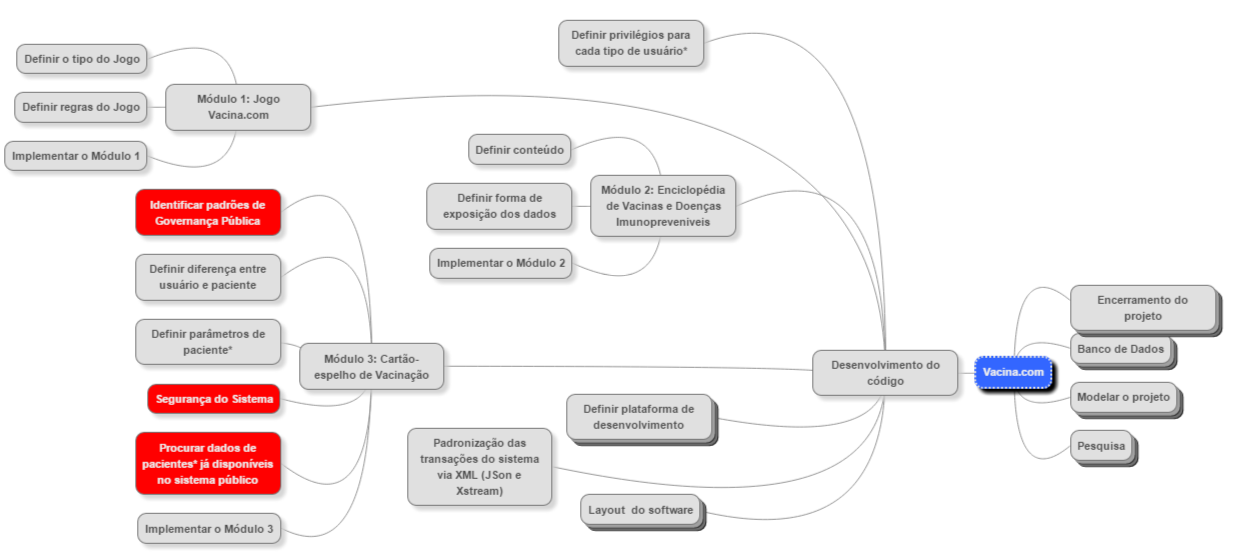 Definir privilégios para
cada tipo de usuário*
Definir o tipo do Jogo
Definir regras do Jogo
Implementar o Módulo 1
Módulo 1: Jogo
Vacina.com
Definir conteúdo
Definir forma de
exposição dos dados
Implementar o Módulo 2
Módulo 2: Enciclopédia
de Vacinas e Doenças
Imunopreveniveis
Identificar padrões de
Governança Pública
Definir diferença entre
usuário e paciente
Definir parâmetros de
paciente*
Segurança do Sistema
Procurar dados de
pacientes* já disponíveis
no sistema público
Implementar o Módulo 3
Módulo 3: Cartão-
espelho de Vacinação
Definir plataforma de
desenvolvimento
Padronização das
transações do sistema
via XML (JSon e
Xstream)
Layout do software
Desenvolvimento do
código
Vacina.com
Encerramento do
projeto
Banco de Dados
Modelar o projeto
Pesquisa